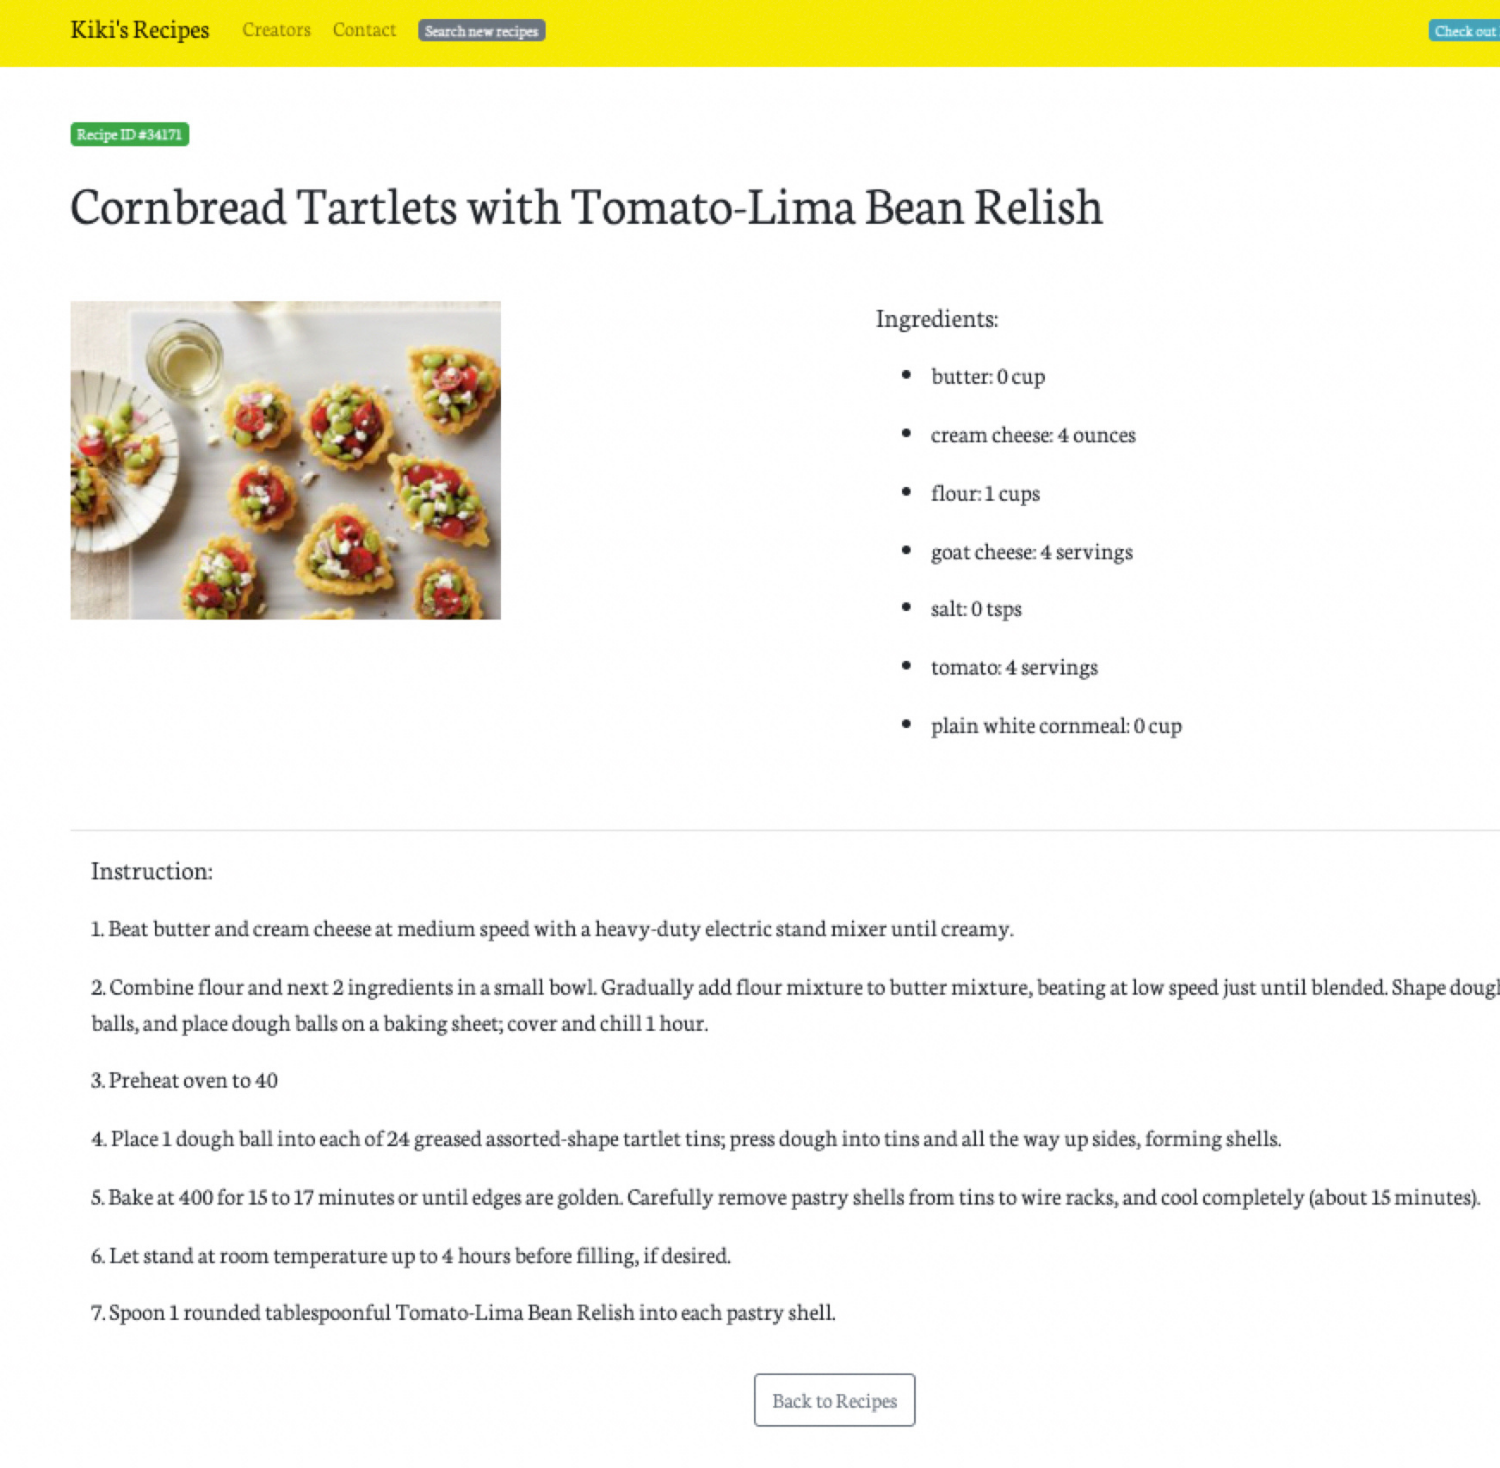 Kiki's Recipes Creators Contact Search new recipes Check out
Recipe ID #34171
Cornbread Tartlets with Tomato-Lima Bean Relish
Ingredients:
butter: 0 cup
cream cheese: 4 ounces
flour: 1 cups
goat cheese: 4 servings
salt: 0 tsps
tomato: 4 servings
plain white cornmeal: 0 cup
Instruction:
1. Beat butter and cream cheese at medium speed with a heavy-duty electric stand mixer until creamy.
2. Combine flour and next 2 ingredients in a small bowl. Gradually add flour mixture to butter mixture, beating at low speed just until blended. Shape dough
balls, and place dough balls on a baking sheet; cover and chill 1 hour.
3. Preheat oven to 40
4. Place 1 dough ball into each of 24 greased assorted-shape tartlet tins; press dough into tins and all the way up sides, forming shells.
5. Bake at 400 for 15 to 17 minutes or until edges are golden. Carefully remove pastry shells from tins to wire racks, and cool completely (about 15 minutes).
6. Let stand at room temperature up to 4 hours before filling, if desired.
7. Spoon 1 rounded tablespoonful Tomato-Lima Bean Relish into each pastry shell.
Back to Recipes